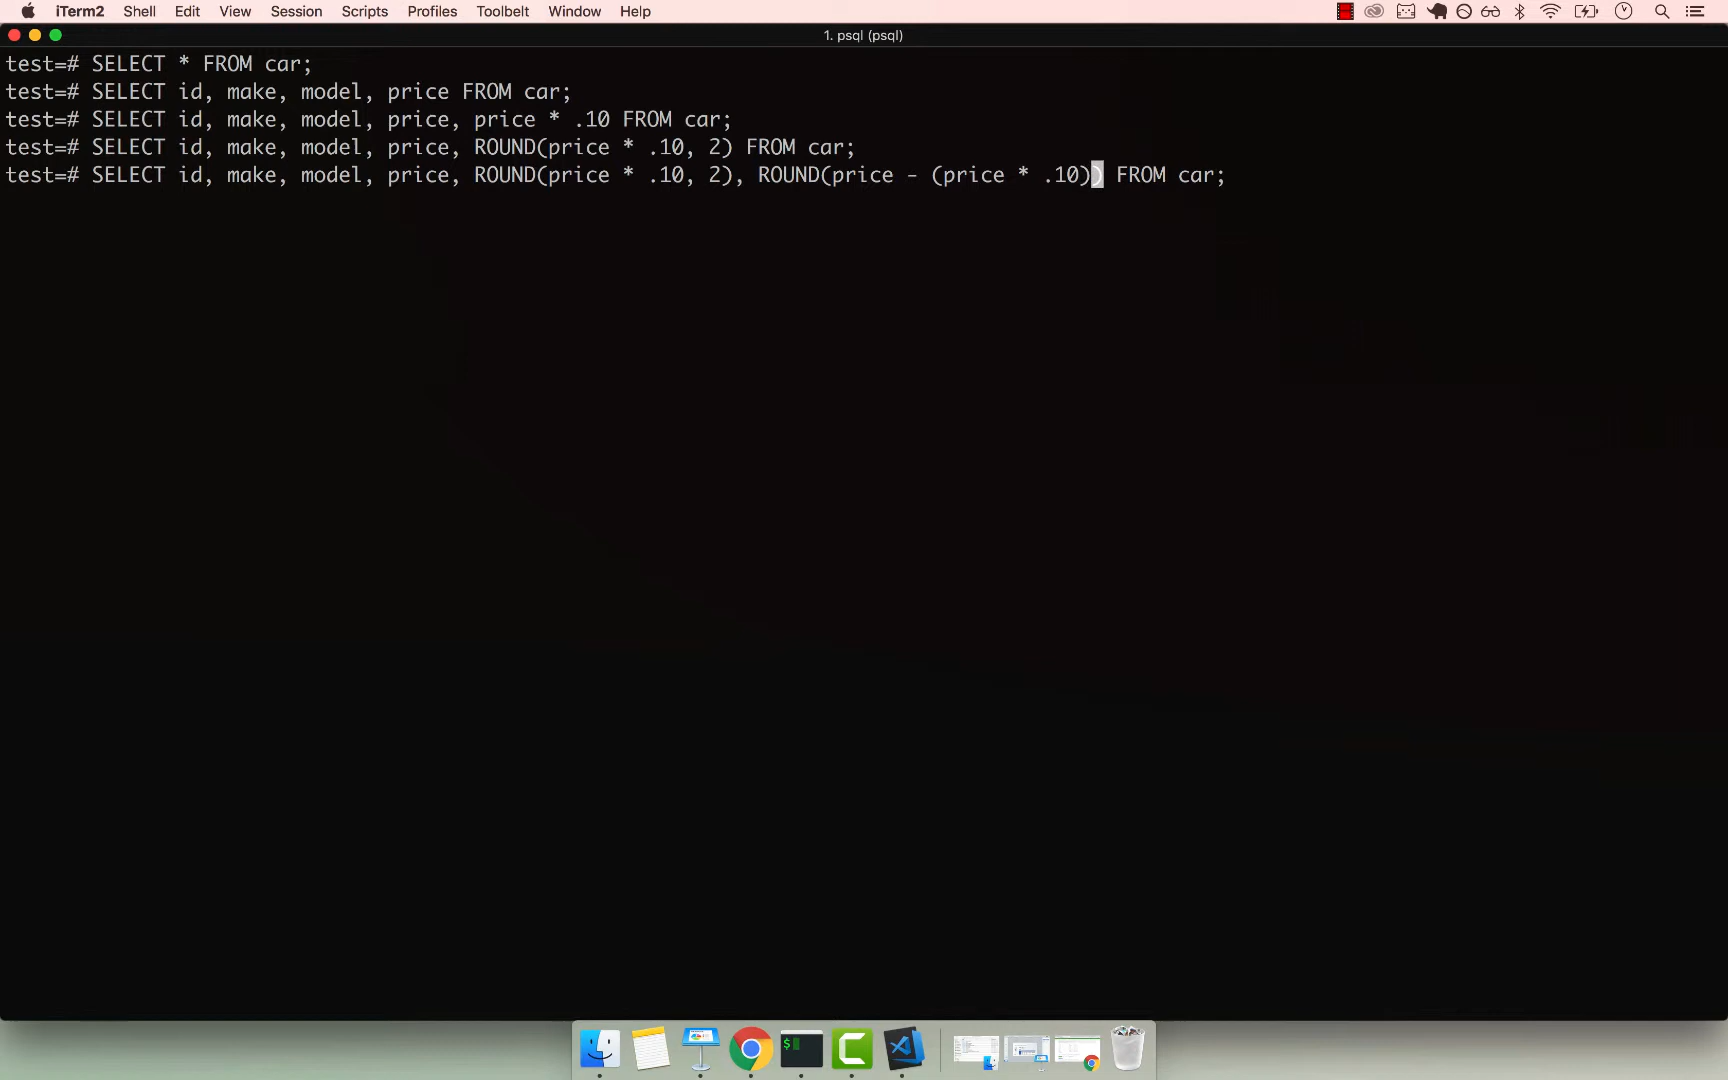 iTerm2 Shell Edit View Session Scripts Profiles Toolbelt Window Help
1. psql (psql)
test=# SELECT * FROM car;
test=# SELECT id, make, model, price FROM car;
test=# SELECT id, make, model, price, price * .10 FROM car;
test=# SELECT id, make, model, price, ROUND(price * .10, 2) FROM car;
test=# SELECT id, make, model, price, ROUND(price * .10, 2), ROUND(price - (price * .10)) FROM car;
$